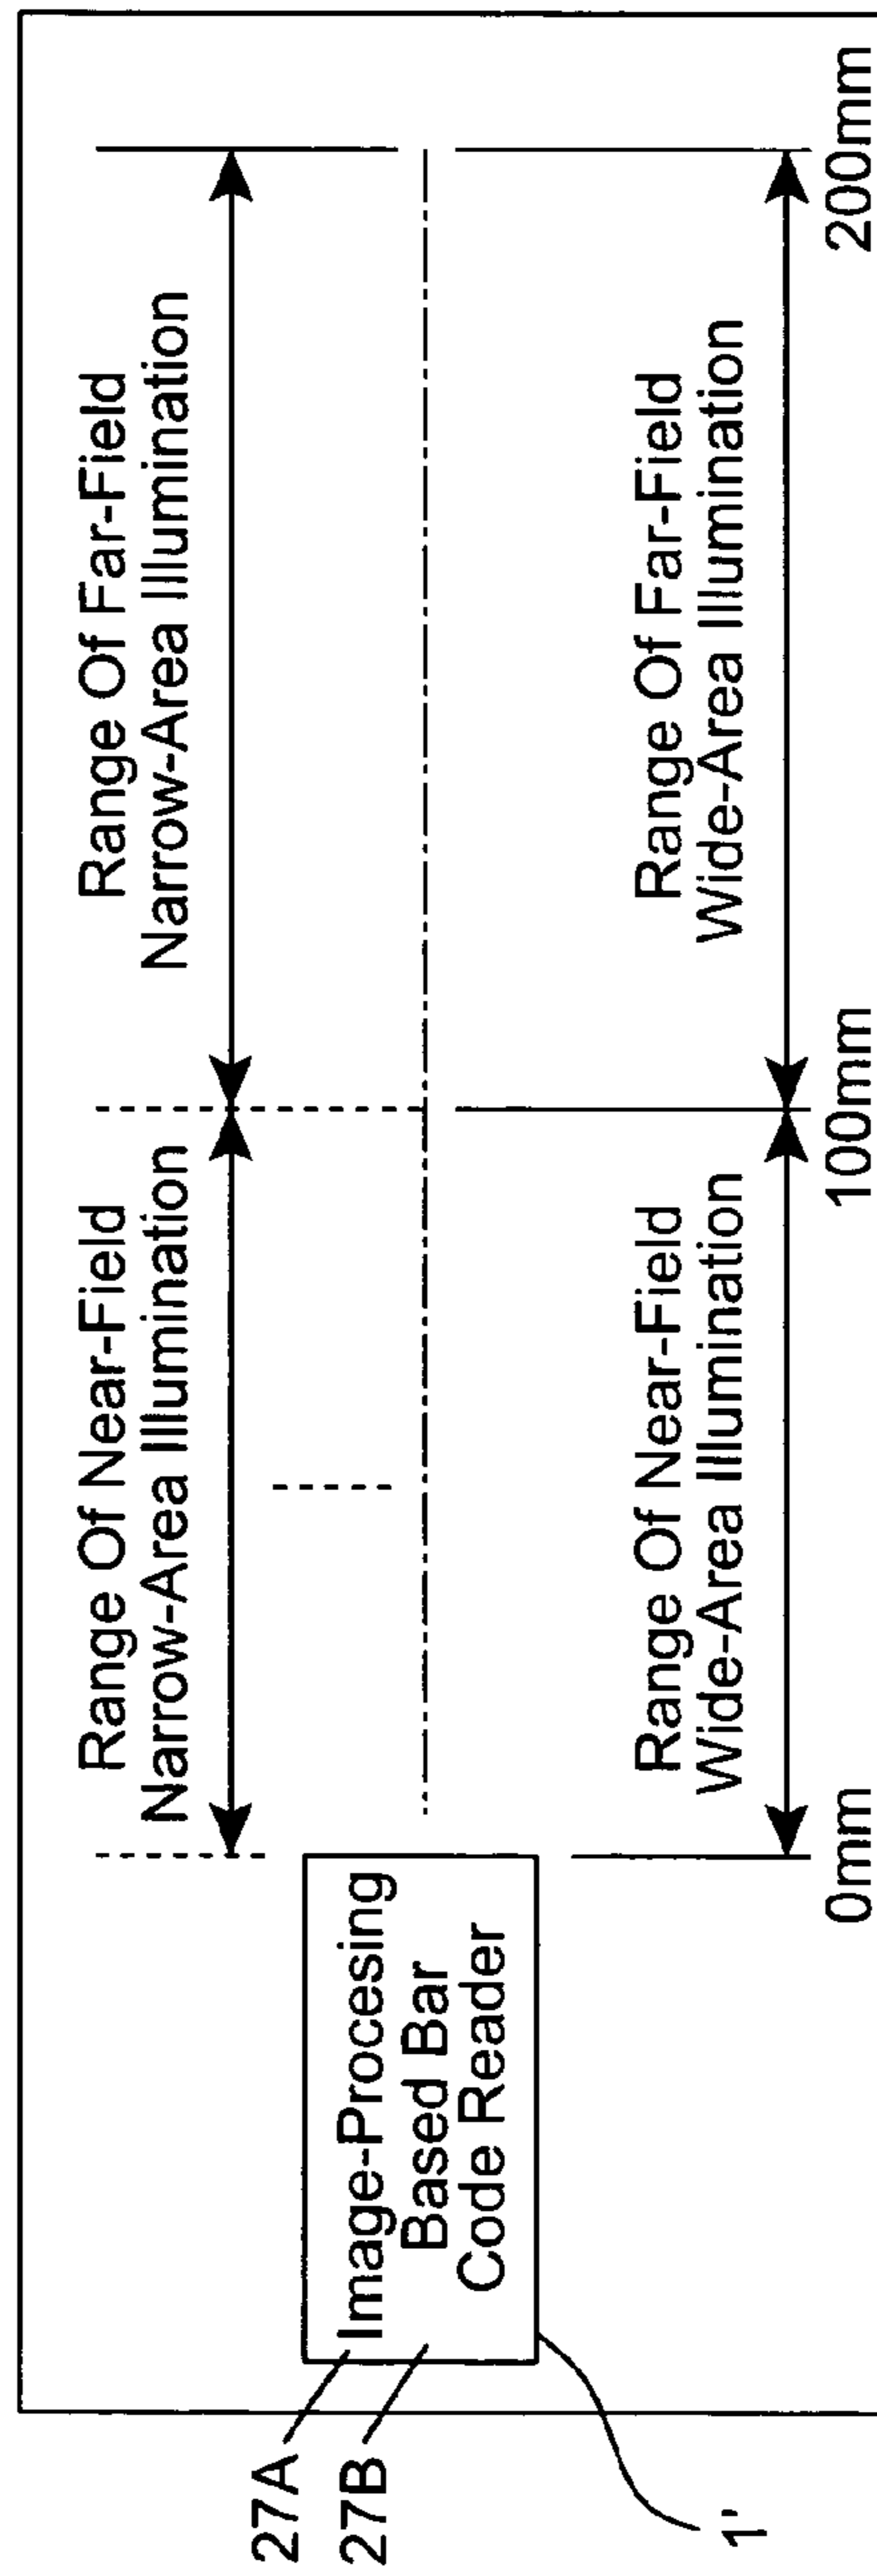 Range Of Near-Field
Narrow-Area Illumination
Range Of Far-Field
Narrow-Area Illumination
27A
27B
Image-Procesing
Based Bar
Code Reader
1'
Range Of Near-Field
Wide-Area Illumination
Range Of Far-Field
Wide-Area Illumination
0mm
100mm
200mm